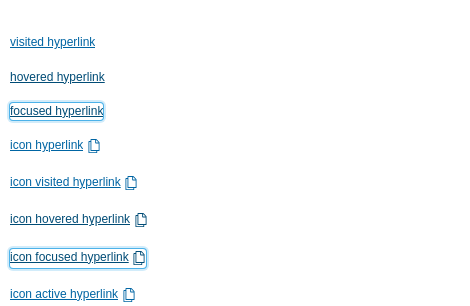 visited hyperlink
hovered hyperlink
focused hyperlink
icon hyperlink
icon visited hyperlink
icon hovered hyperlink
icon focused hyperlink
icon active hyperlink